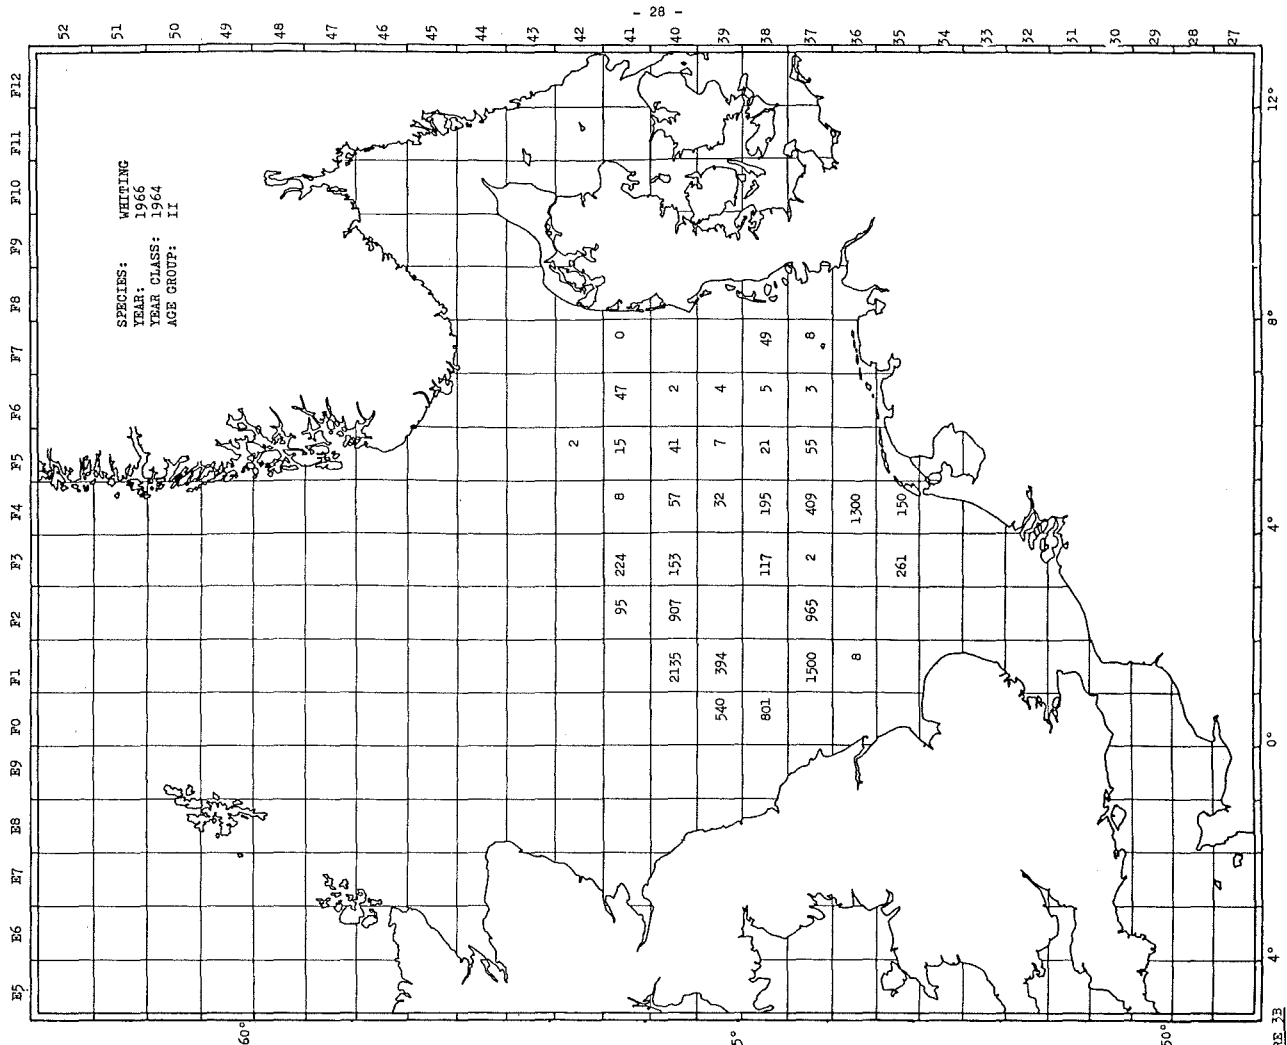 - 28 -
E5 E6 E7 E8 E9 F0 F1 F2 F3 F4 F5 F6 F7 F8 F9 F10 F11 F12
52
51
SPECIES: WHITING
YEAR: 1966
YEAR CLASS: 1964
AGE GROUP: II
50
49
60°
48
47
46
45
44
43
2 42
95 224 8 15 47 0 41
2135 907 153 57 41 2 40
540 394 32 7 4 39
801 117 195 21 5 49 38
1500 965 2 409 55 3 8 37
8 1300 36
261 150 35
34
33
32
31
30
29
28
27
4° 0° 4° 8° 12°